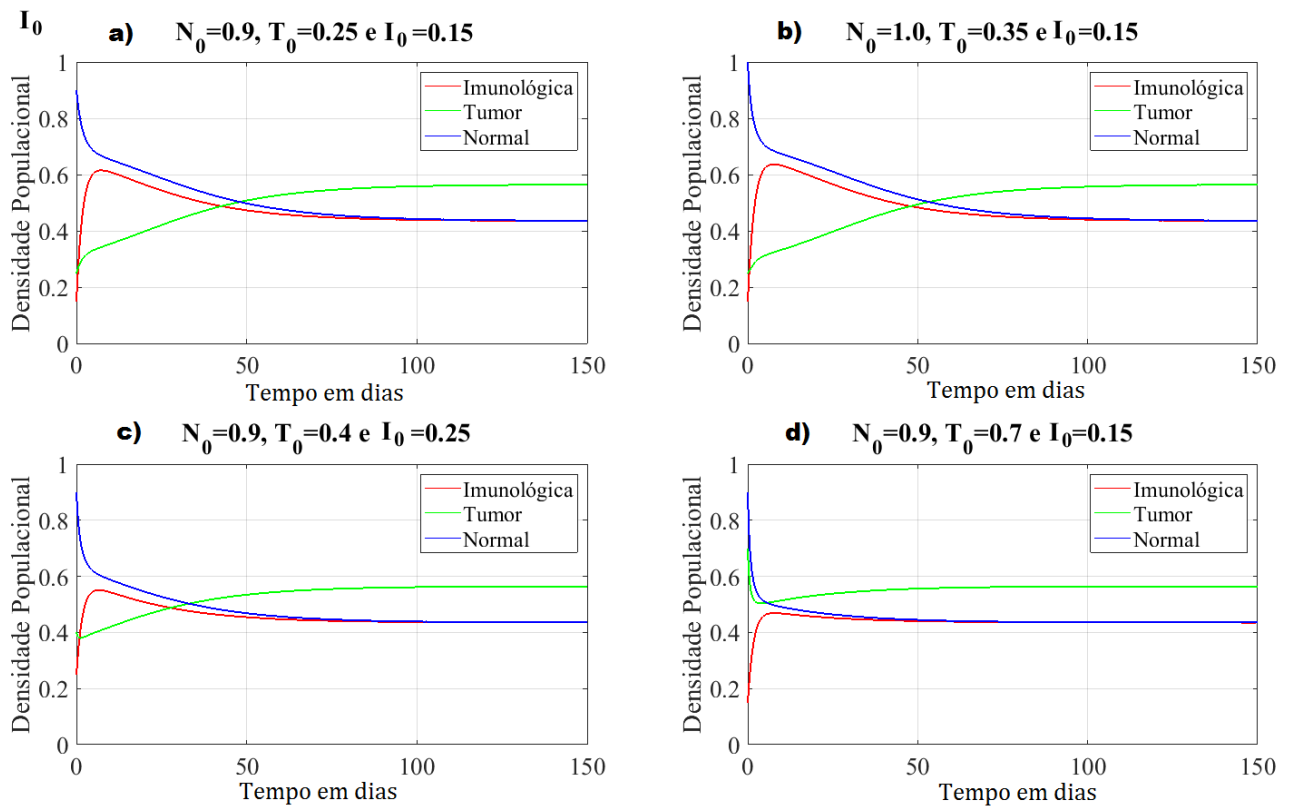 I₀
a) N₀=0.9, T₀=0.25 e I₀=0.15
1
0.8
0.6
0.4
0.2
0
Densidade Populacional
Imunológica
Tumor
Normal
0 50 100 150
Tempo em dias
b) N₀=1.0, T₀=0.35 e I₀=0.15
1
0.8
0.6
0.4
0.2
0
Densidade Populacional
Imunológica
Tumor
Normal
0 50 100 150
Tempo em dias
c) N₀=0.9, T₀=0.4 e I₀=0.25
1
0.8
0.6
0.4
0.2
0
Densidade Populacional
Imunológica
Tumor
Normal
0 50 100 150
Tempo em dias
d) N₀=0.9, T₀=0.7 e I₀=0.15
1
0.8
0.6
0.4
0.2
0
Densidade Populacional
Imunológica
Tumor
Normal
0 50 100 150
Tempo em dias